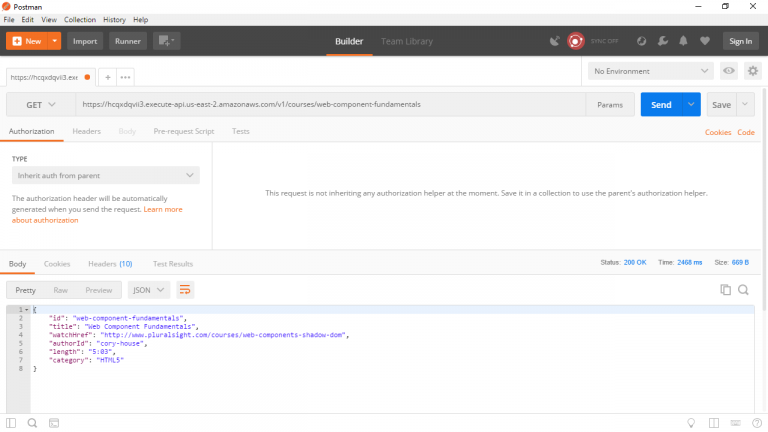 Postman
File Edit View Collection History Help
New Import Runner Builder Team Library SYNC OFF Sign In
https://hcqxdqvii3.exe + ••• No Environment
GET https://hcqxdqvii3.execute-api.us-east-2.amazonaws.com/v1/courses/web-component-fundamentals Params Send Save
Authorization Headers Body Pre-request Script Tests Cookies Code
TYPE
Inherit auth from parent
The authorization header will be automatically
generated when you send the request. Learn more
about authorization
This request is not inheriting any authorization helper at the moment. Save it in a collection to use the parent's authorization helper.
Body Cookies Headers (10) Test Results Status: 200 OK Time: 2468 ms Size: 669 B
Pretty Raw Preview JSON
1 {
2 "id": "web-component-fundamentals",
3 "title": "Web Component Fundamentals",
4 "watchHref": "http://www.pluralsight.com/courses/web-components-shadow-dom",
5 "authorId": "cory-house",
6 "length": "5:03",
7 "category": "HTML5"
8 }